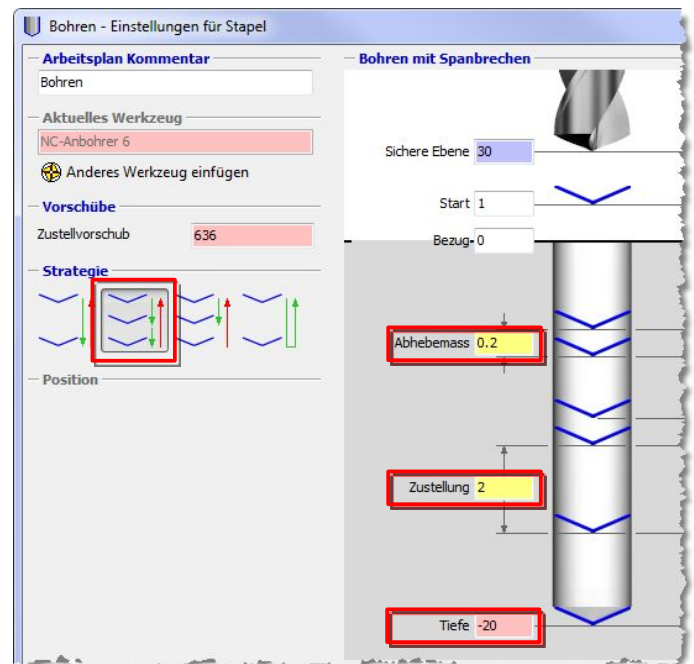 Bohren - Einstellungen für Stapel
Arbeitsplan Kommentar
Bohren
Aktuelles Werkzeug
NC-Anbohrer 6
Anderes Werkzeug einfügen
Vorschübe
Zustellvorschub 636
Strategie
Position
Bohren mit Spanbrechen
Sichere Ebene 30
Start 1
Bezug 0
Abhebemass 0.2
Zustellung 2
Tiefe -20